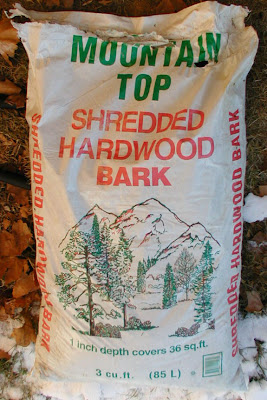 MOUNTAIN
TOP
SHREDDED
HARDWOOD
BARK
SHREDDED HARDWOOD BARK
SHREDDED HARDWOOD BARK
1 inch depth covers 36 sq.ft.
3 cu.ft. (85 L)